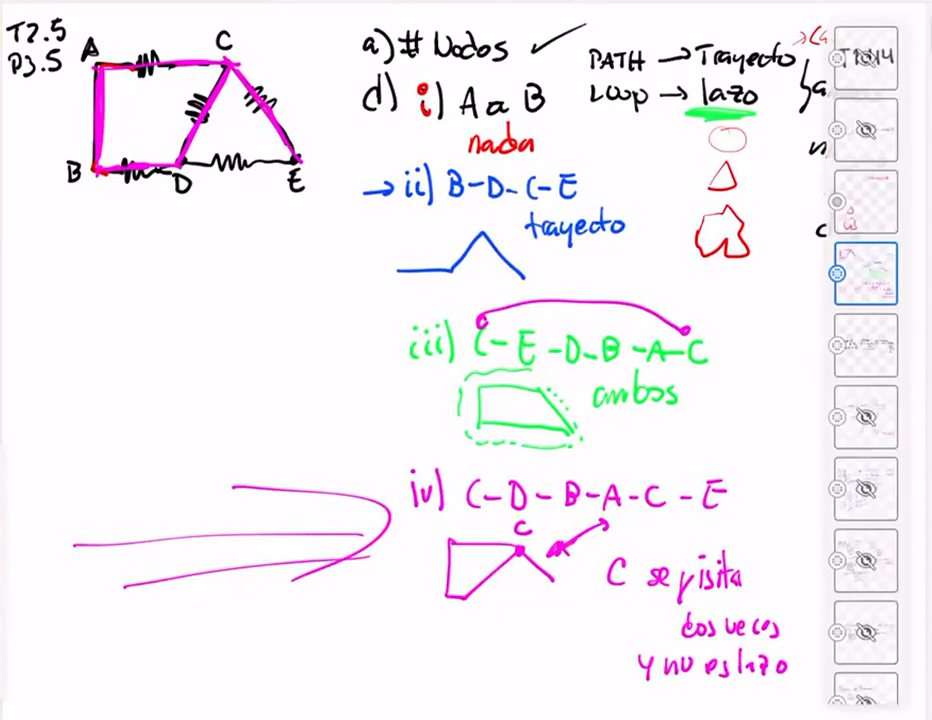 T2.5
P3.5
A
C
B
D
E
a) # Nodos ✓
PATH → Trayecto
LOOP → lazo
d) i) A a B
nada
→ ii) B-D-C-E
trayecto
iii) C-E-D-B-A-C
ambos
iv) C-D-B-A-C-E
C
C se visita
dos veces
y no es lazo